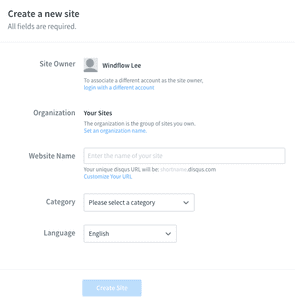 Create a new site
All fields are required.
Site Owner
Windflow Lee
To associate a different account as the site owner,
login with a different account
Organization
Your Sites
The organization is the group of sites you own.
Set an organization name.
Website Name
Enter the name of your site
Your unique disqus URL will be: shortname.disqus.com
Customize Your URL
Category
Please select a category
Language
English
Create Site